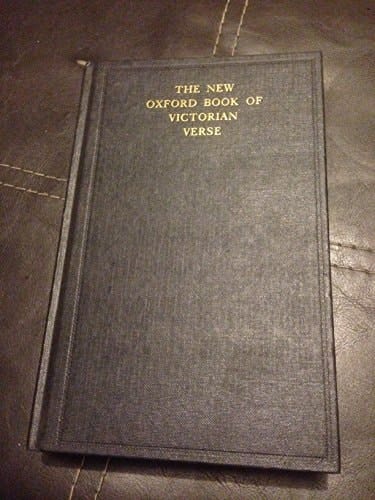 THE NEW
OXFORD BOOK OF
VICTORIAN
VERSE